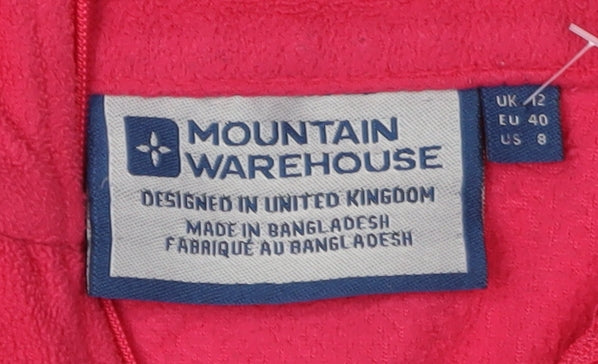 MOUNTAIN
WAREHOUSE
DESIGNED IN UNITED KINGDOM
MADE IN BANGLADESH
FABRIQUÉ AU BANGLADESH
UK 12
EU 40
US 8